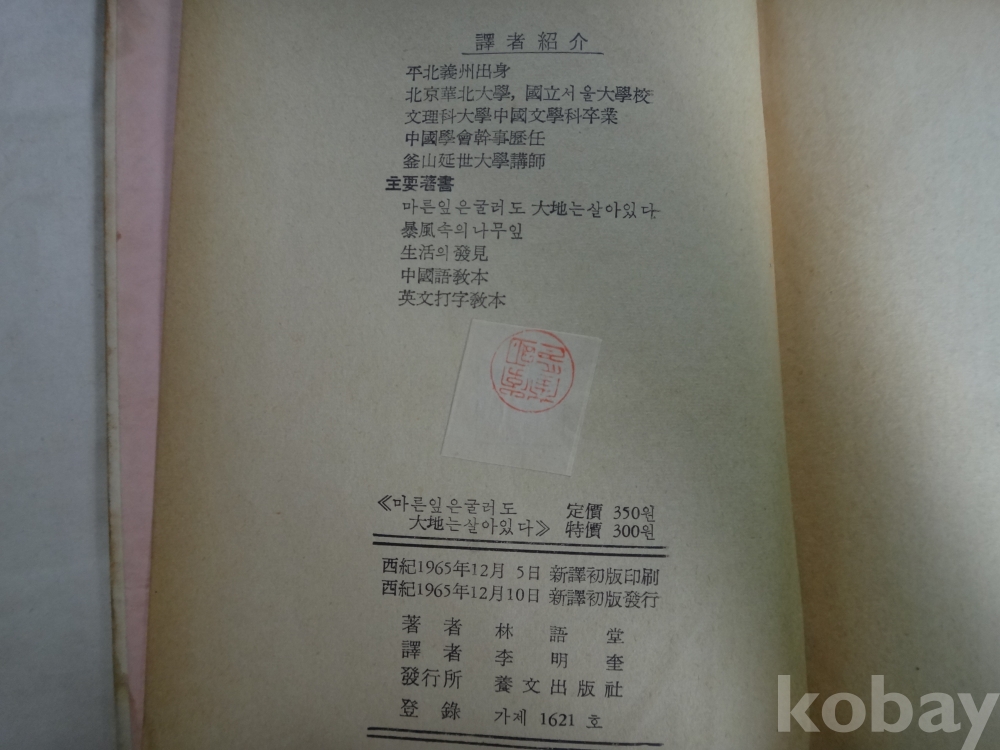 譯者紹介
平北義州出身
北京華北大學, 國立서울大學校
文理科大學中國文學科卒業
中國學會幹事歷任
釜山延世大學講師
主要著書
마른잎은굴러도 大地는살아있다
暴風속의나무잎
生活의發見
中國語敎本
英文打字敎本
《마른잎은굴러도 定價 350원
大地는살아있다》 特價 300원
西紀1965年12月 5日 新譯初版印刷
西紀1965年12月10日 新譯初版發行
著者 林語堂
譯者 李明奎
發行所 養文出版社
登錄 가제 1621 호
kobay